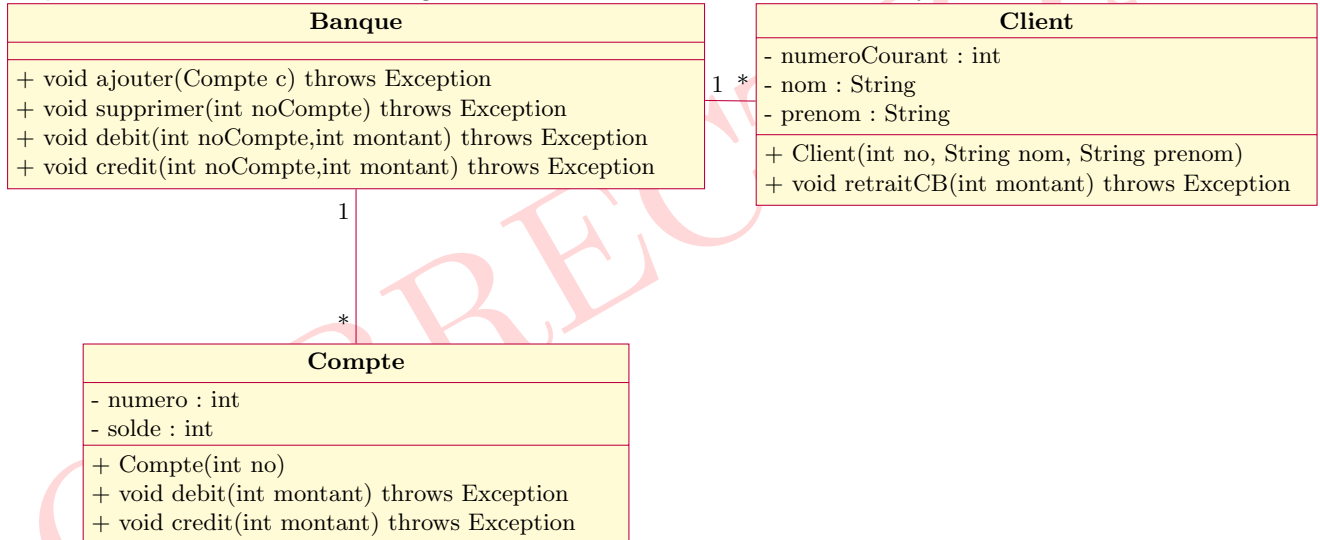 Banque
+ void ajouter(Compte c) throws Exception
+ void supprimer(int noCompte) throws Exception
+ void debit(int noCompte,int montant) throws Exception
+ void credit(int noCompte,int montant) throws Exception
Client
- numeroCourant : int
- nom : String
- prenom : String
+ Client(int no, String nom, String prenom)
+ void retraitCB(int montant) throws Exception
1 *
1
*
Compte
- numero : int
- solde : int
+ Compte(int no)
+ void debit(int montant) throws Exception
+ void credit(int montant) throws Exception